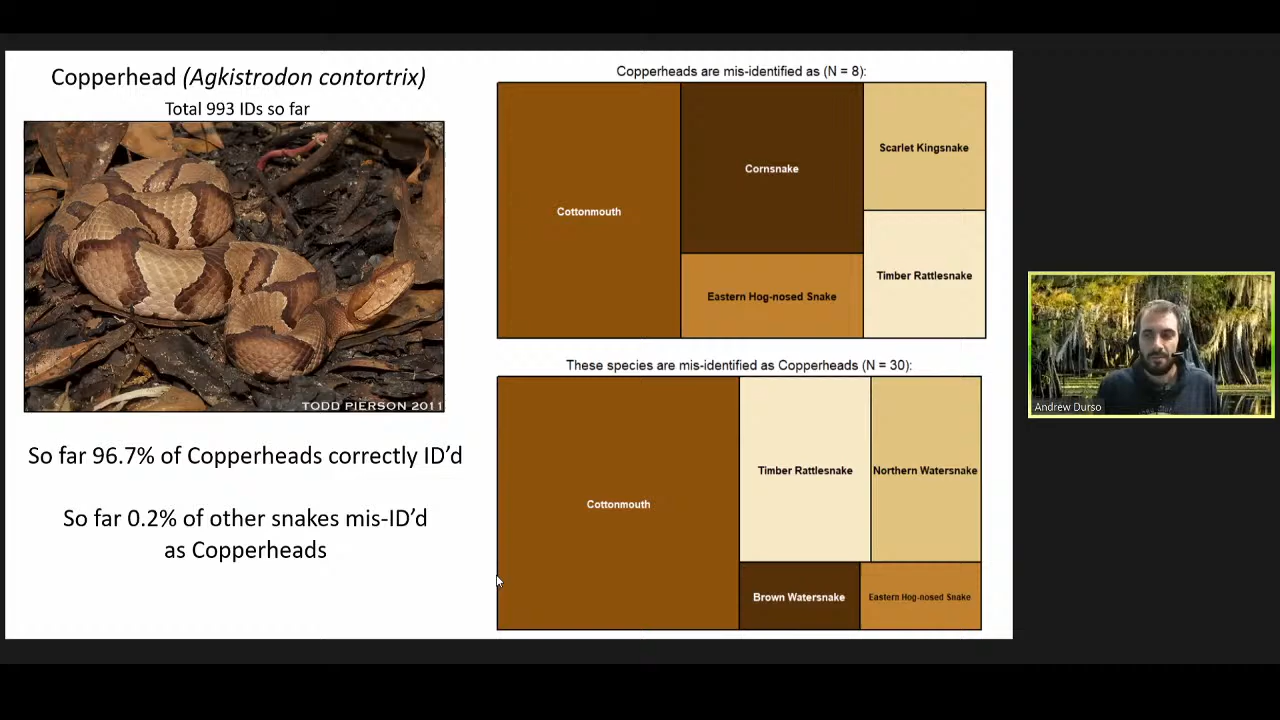 Copperhead (Agkistrodon contortrix)
Total 993 IDs so far
TODD PIERSON 2011
So far 96.7% of Copperheads correctly ID’d
So far 0.2% of other snakes mis-ID’d
as Copperheads
Copperheads are mis-identified as (N = 8):
Cottonmouth
Cornsnake
Eastern Hog-nosed Snake
Scarlet Kingsnake
Timber Rattlesnake
These species are mis-identified as Copperheads (N = 30):
Cottonmouth
Timber Rattlesnake
Northern Watersnake
Brown Watersnake
Eastern Hog-nosed Snake
Andrew Durso